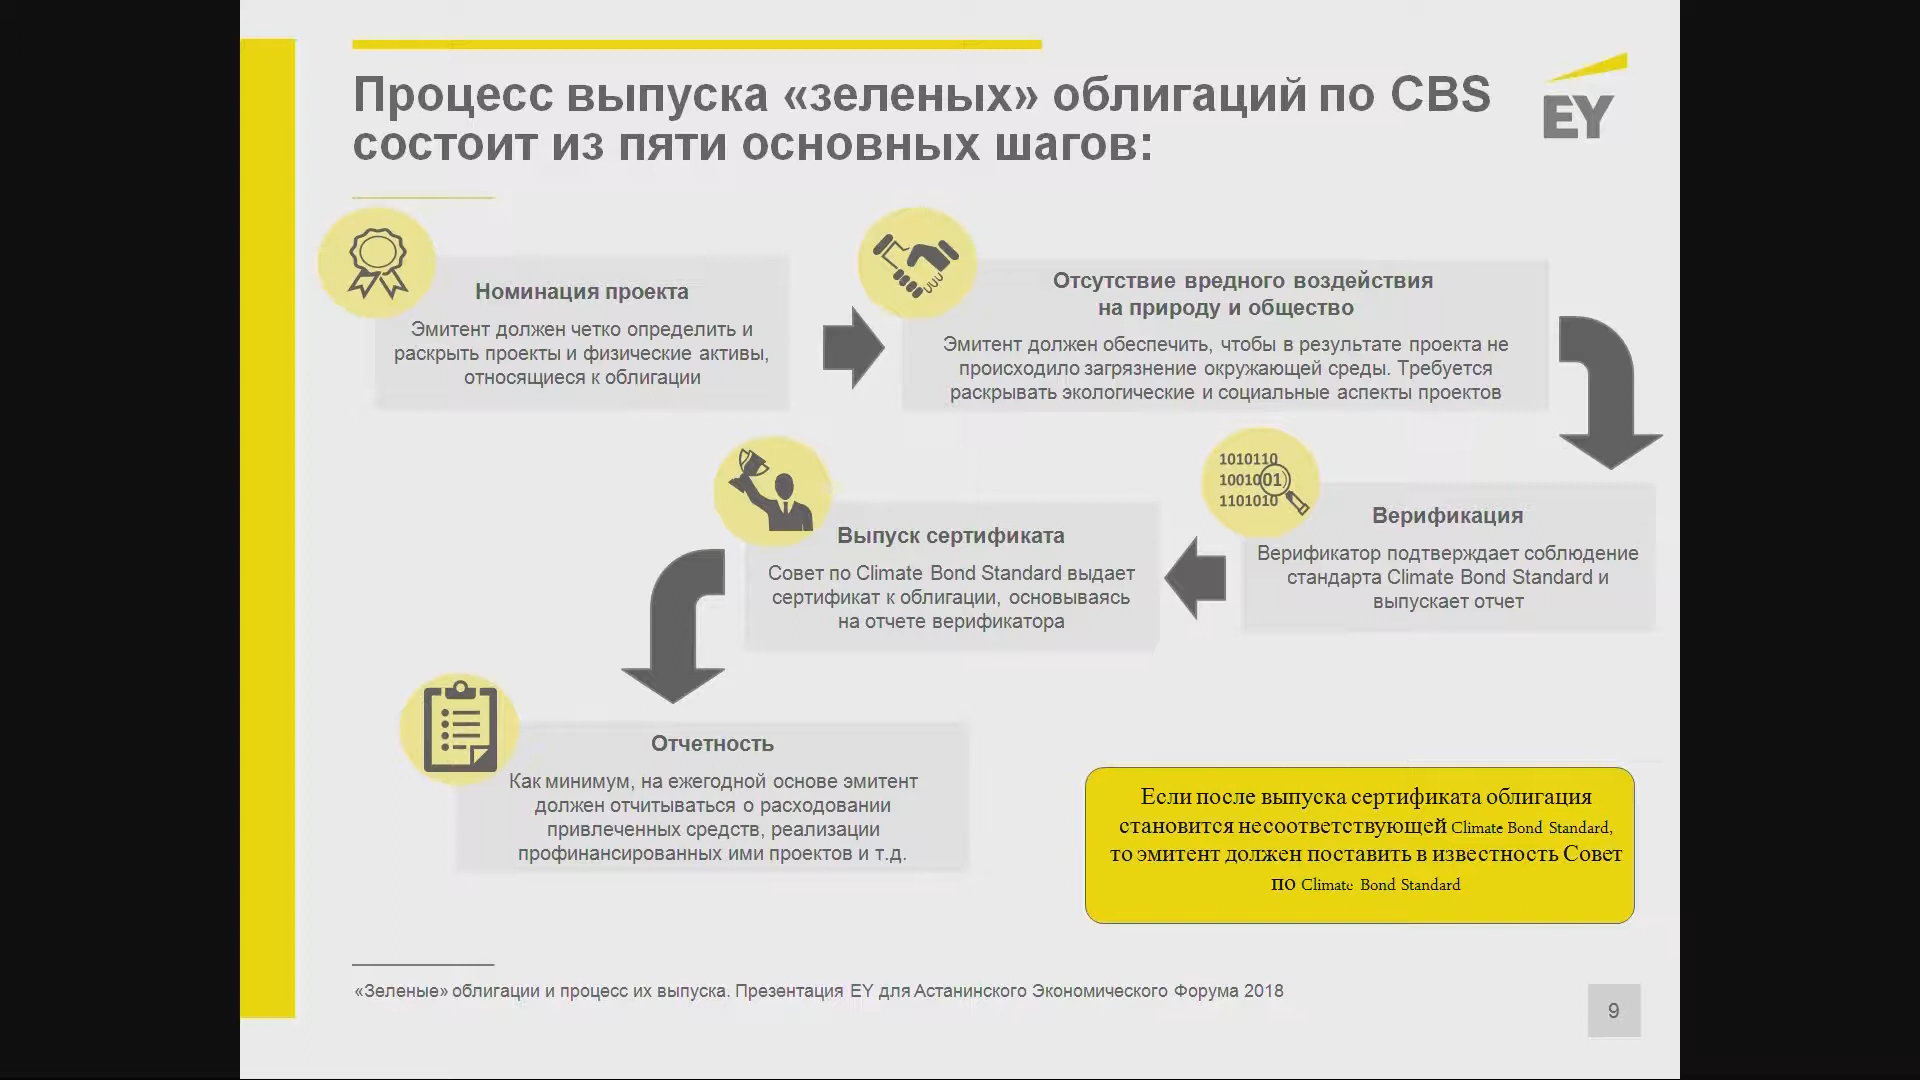 Процесс выпуска «зеленых» облигаций по CBS
состоит из пяти основных шагов:
EY
Номинация проекта
Эмитент должен четко определить и
раскрыть проекты и физические активы,
относящиеся к облигации
Отсутствие вредного воздействия
на природу и общество
Эмитент должен обеспечить, чтобы в результате проекта не
происходило загрязнение окружающей среды. Требуется
раскрывать экологические и социальные аспекты проектов
1010110
1001001
1101010
Верификация
Верификатор подтверждает соблюдение
стандарта Climate Bond Standard и
выпускает отчет
Выпуск сертификата
Совет по Climate Bond Standard выдает
сертификат к облигации, основываясь
на отчете верификатора
Отчетность
Как минимум, на ежегодной основе эмитент
должен отчитываться о расходовании
привлеченных средств, реализации
профинансированных ими проектов и т.д.
Если после выпуска сертификата облигация
становится несоответствующей Climate Bond Standard,
то эмитент должен поставить в известность Совет
по Climate Bond Standard
«Зеленые» облигации и процесс их выпуска. Презентация EY для Астанинского Экономического Форума 2018
9